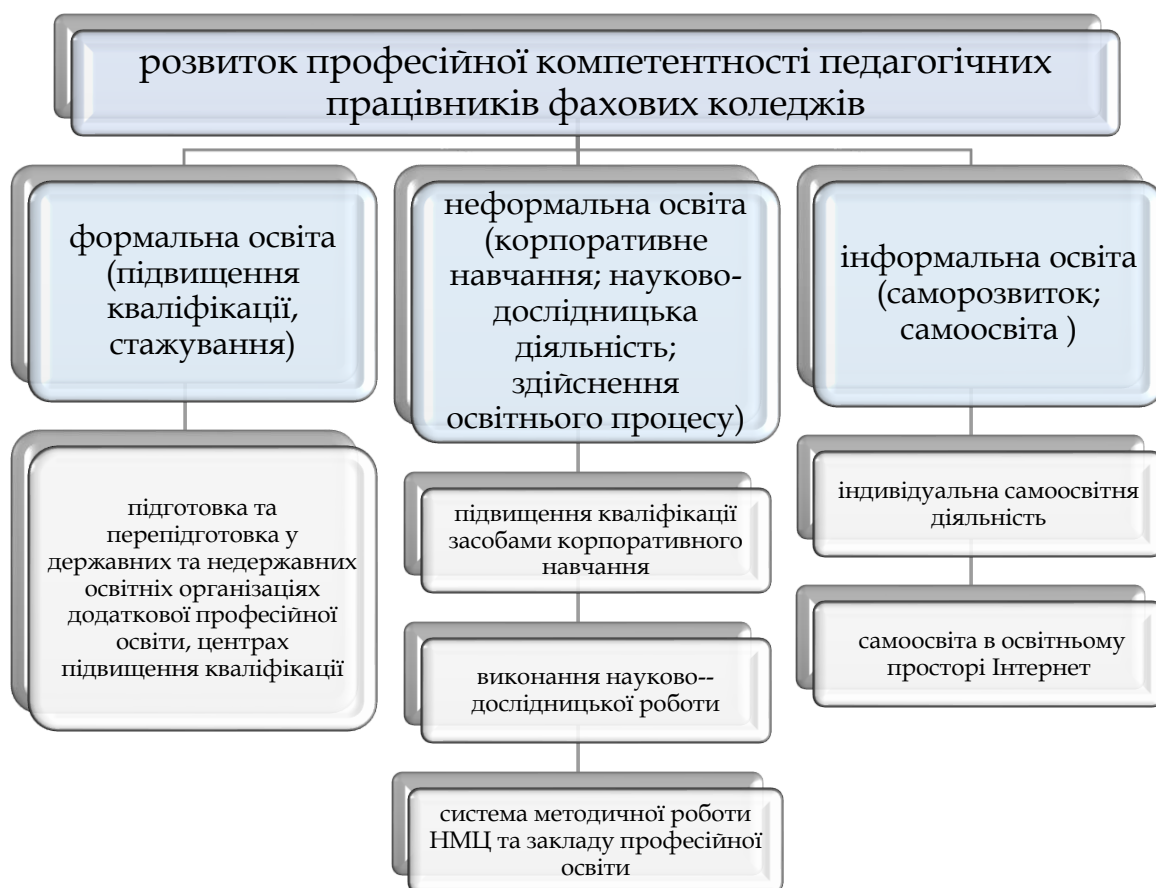 розвиток професійної компетентності педагогічних
працівників фахових коледжів
формальна освіта
(підвищення
кваліфікації,
стажування)
підготовка та
перепідготовка у
державних та недержавних
освітніх організаціях
додаткової професійної
освіти, центрах
підвищення кваліфікації
неформальна освіта
(корпоративне
навчання; науково-
дослідницька
діяльність;
здійснення
освітнього процесу)
підвищення кваліфікації
засобами корпоративного
навчання
виконання науково--
дослідницької роботи
система методичної роботи
НМЦ та закладу професійної
освіти
інформальна освіта
(саморозвиток;
самоосвіта )
індивідуальна самоосвітня
діяльність
самоосвіта в освітньому
просторі Інтернет